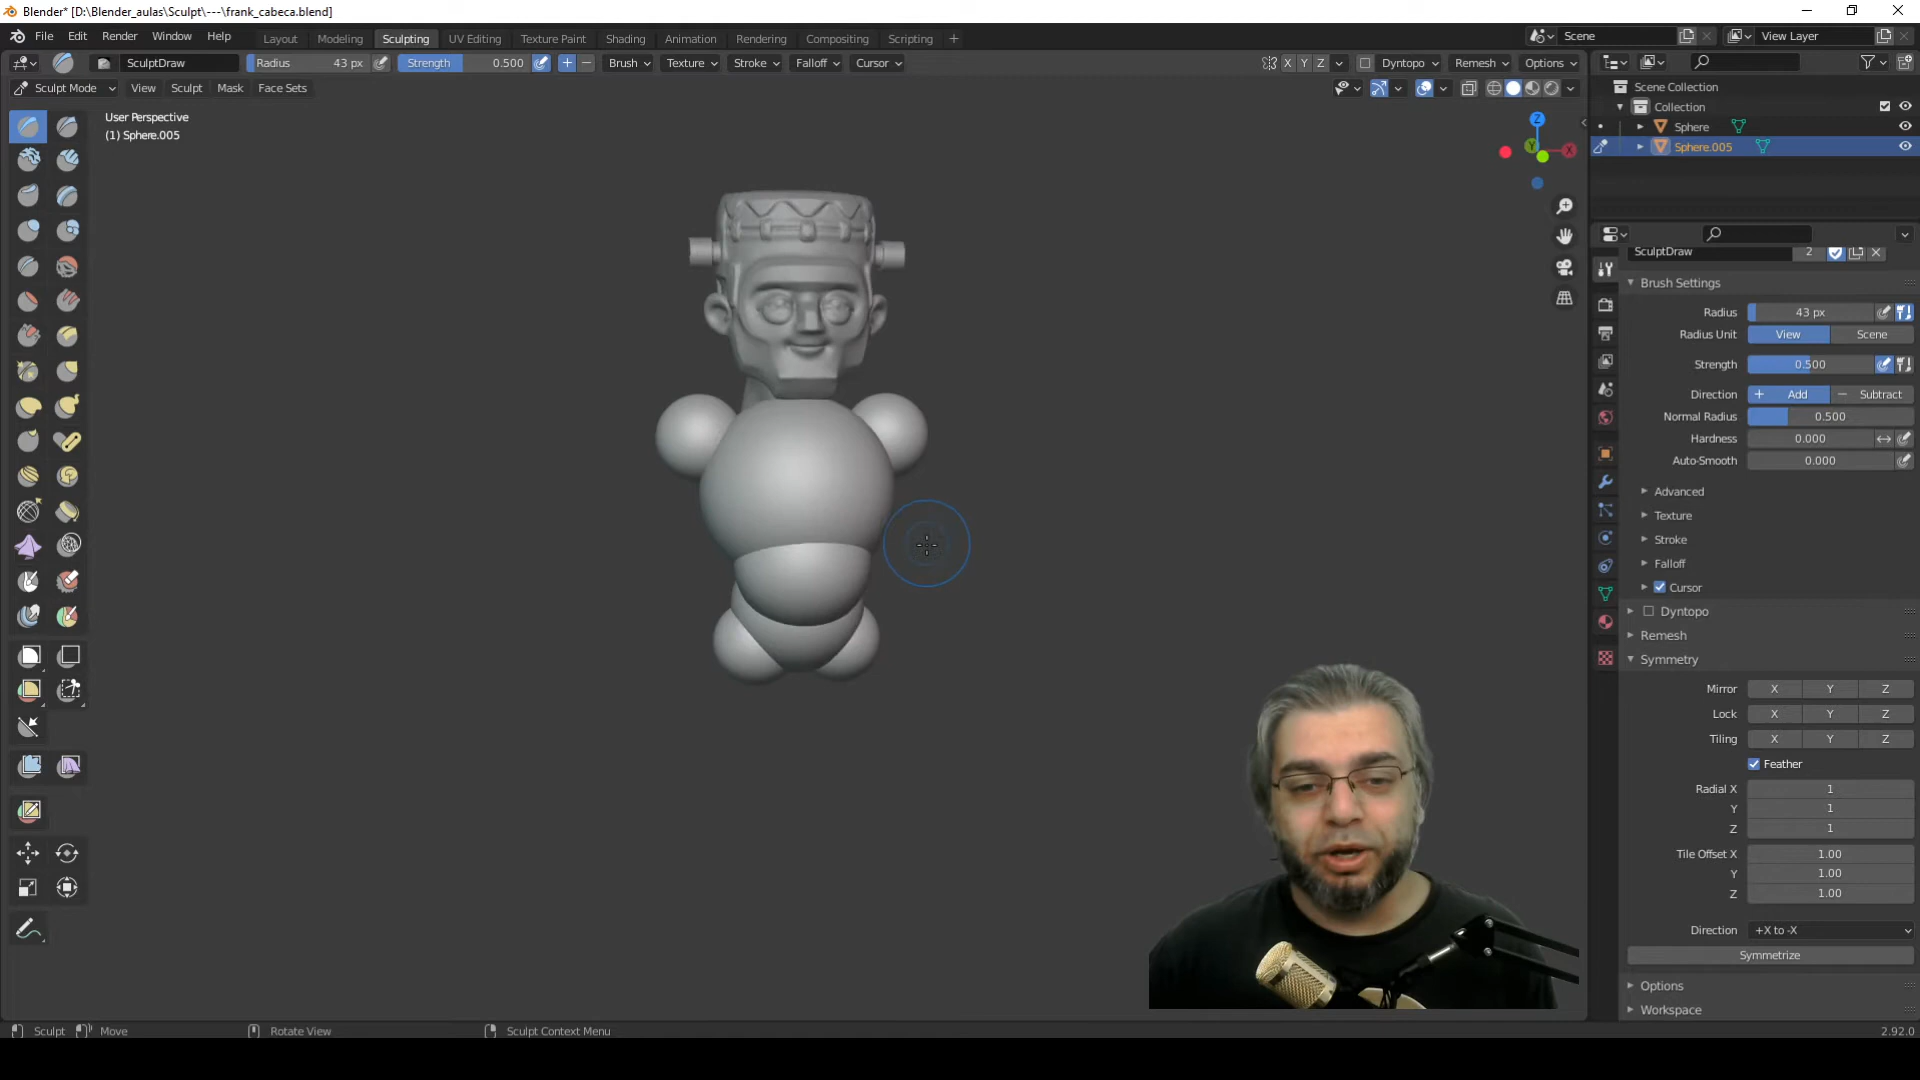 Blender* [D:\Blender_aulas\Sculpt\---\frank_cabeca.blend]
File Edit Render Window Help
Layout Modeling Sculpting UV Editing Texture Paint Shading Animation Rendering Compositing Scripting +
Scene
View Layer
SculptDraw
Radius 43 px
Strength 0.500
Brush Texture Stroke Falloff Cursor
X Y Z
Dyntopo Remesh Options
Sculpt Mode View Sculpt Mask Face Sets
User Perspective
(1) Sphere.005
Z
Y
X
Scene Collection
Collection
Sphere
Sphere.005
SculptDraw 2
Brush Settings
Radius 43 px
Radius Unit View Scene
Strength 0.500
Direction + Add − Subtract
Normal Radius 0.500
Hardness 0.000
Auto-Smooth 0.000
Advanced
Texture
Stroke
Falloff
Cursor
Dyntopo
Remesh
Symmetry
Mirror X Y Z
Lock X Y Z
Tiling X Y Z
Feather
Radial X 1
Y 1
Z 1
Tile Offset X 1.00
Y 1.00
Z 1.00
Direction +X to -X
Symmetrize
Options
Workspace
Sculpt Move Rotate View Sculpt Context Menu
2.92.0